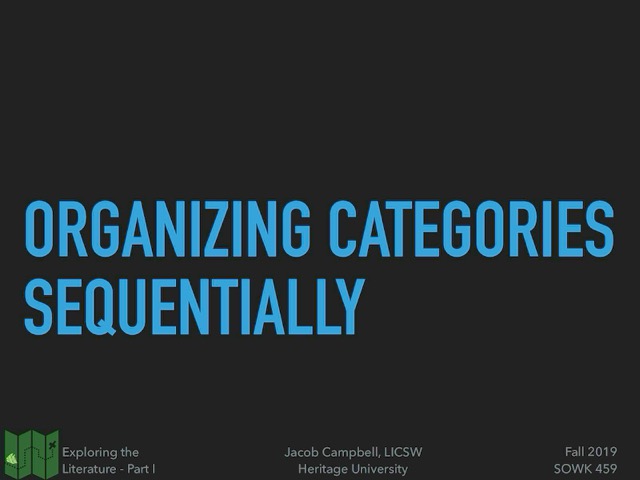 ORGANIZING CATEGORIES
SEQUENTIALLY
Exploring the
Literature - Part I
Jacob Campbell, LICSW
Heritage University
Fall 2019
SOWK 459